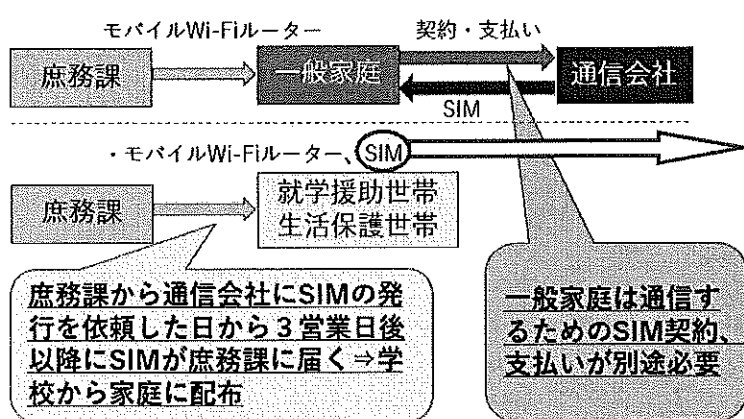 モバイルWi-Fiルーター
契約・支払い
庶務課
一般家庭
通信会社
SIM
・モバイルWi-Fiルーター、SIM
庶務課
就学援助世帯
生活保護世帯
庶務課から通信会社にSIMの発
行を依頼した日から３営業日後
以降にSIMが庶務課に届く⇒学
校から家庭に配布
一般家庭は通信す
るためのSIM契約、
支払いが別途必要